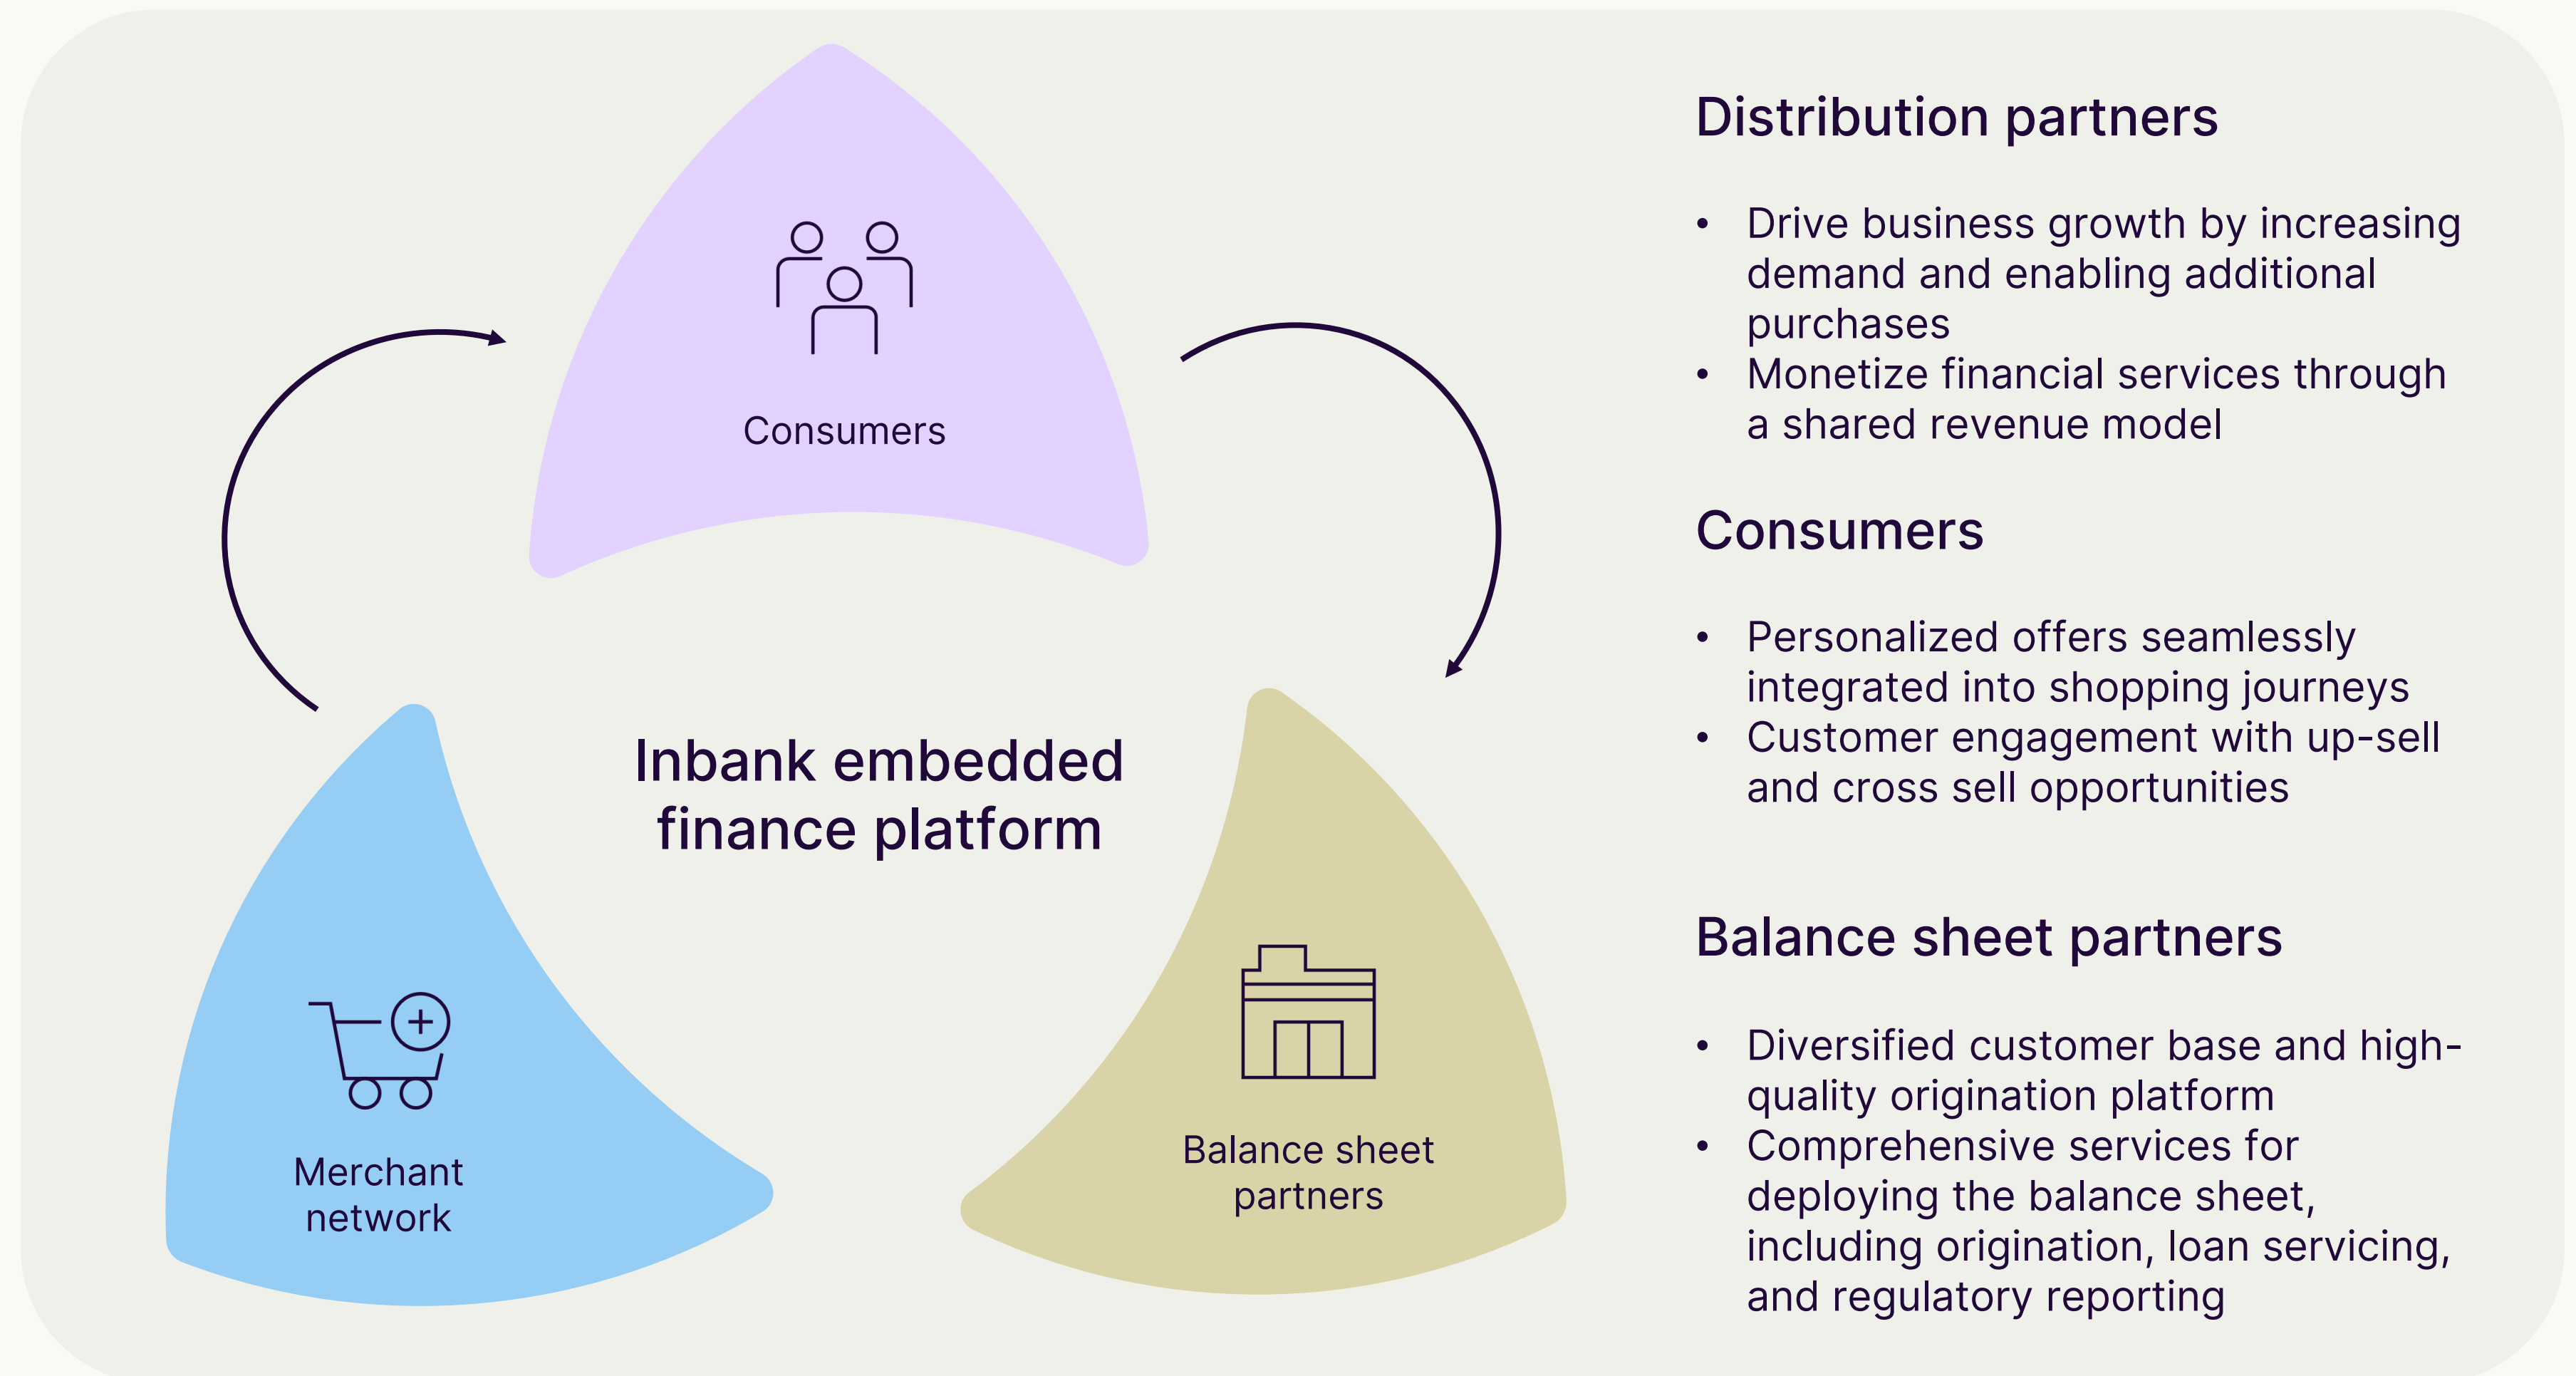 Consumers
Inbank embedded
finance platform
Merchant
network
Balance sheet
partners
Distribution partners
• Drive business growth by increasing
demand and enabling additional
purchases
• Monetize financial services through
a shared revenue model
Consumers
• Personalized offers seamlessly
integrated into shopping journeys
• Customer engagement with up-sell
and cross sell opportunities
Balance sheet partners
• Diversified customer base and high-
quality origination platform
• Comprehensive services for
deploying the balance sheet,
including origination, loan servicing,
and regulatory reporting